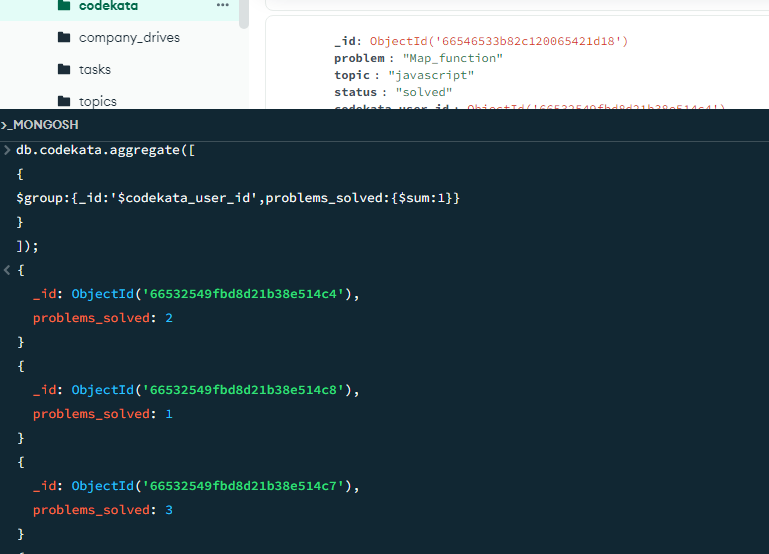 codekata
company_drives
tasks
topics
_id: ObjectId('66546533b82c120065421d18')
problem : "Map_function"
topic : "javascript"
status : "solved"
codekata_user_id : ObjectId('66532549fbd8d21b38e514c4')
>_MONGOSH
> db.codekata.aggregate([
{
$group:{_id:'$codekata_user_id',problems_solved:{$sum:1}}
}
]);
< {
_id: ObjectId('66532549fbd8d21b38e514c4'),
problems_solved: 2
}
{
_id: ObjectId('66532549fbd8d21b38e514c8'),
problems_solved: 1
}
{
_id: ObjectId('66532549fbd8d21b38e514c7'),
problems_solved: 3
}